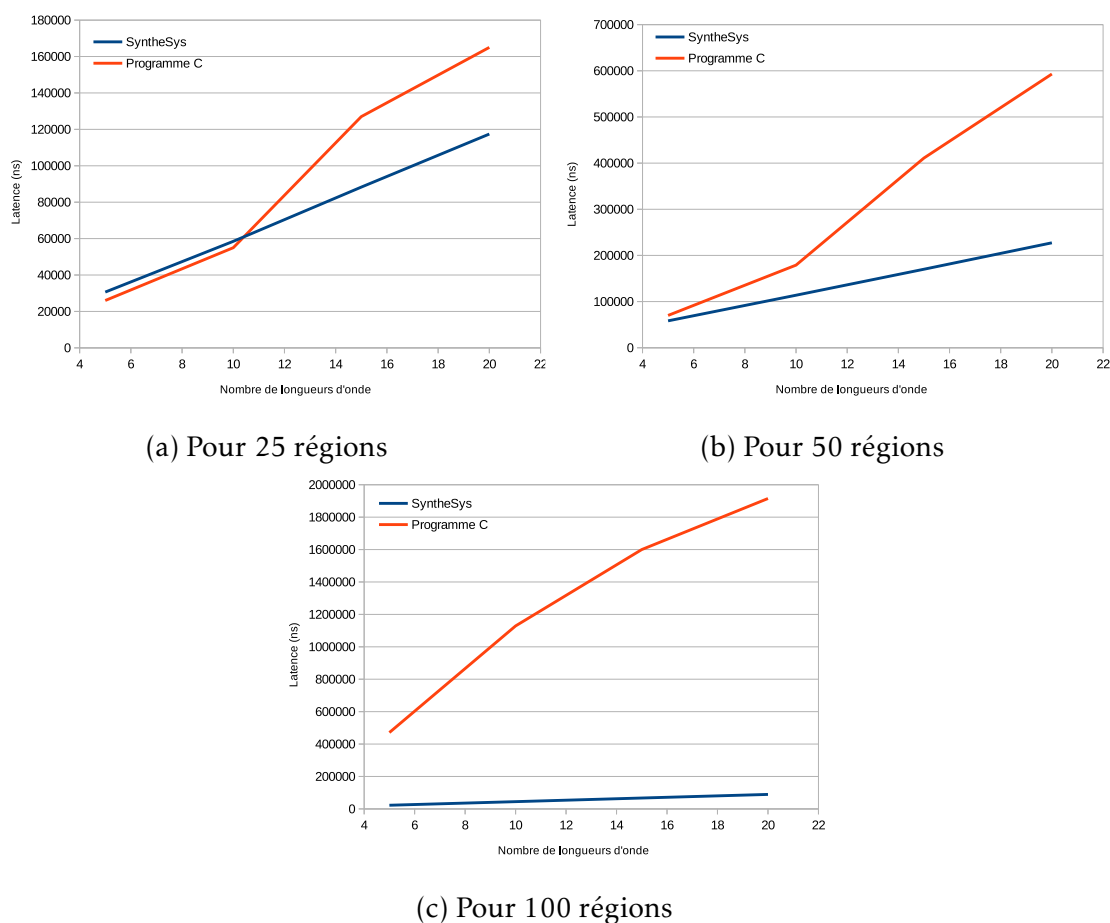 180000
160000
140000
120000
100000
80000
60000
40000
20000
0
Latence (ns)
SyntheSys
Programme C
4 6 8 10 12 14 16 18 20 22
Nombre de longueurs d'onde
(a) Pour 25 régions
700000
600000
500000
400000
300000
200000
100000
0
Latence (ns)
SyntheSys
Programme C
4 6 8 10 12 14 16 18 20 22
Nombre de longueurs d'onde
(b) Pour 50 régions
2000000
1800000
1600000
1400000
1200000
1000000
800000
600000
400000
200000
0
Latence (ns)
SyntheSys
Programme C
4 6 8 10 12 14 16 18 20 22
Nombre de longueurs d'onde
(c) Pour 100 régions